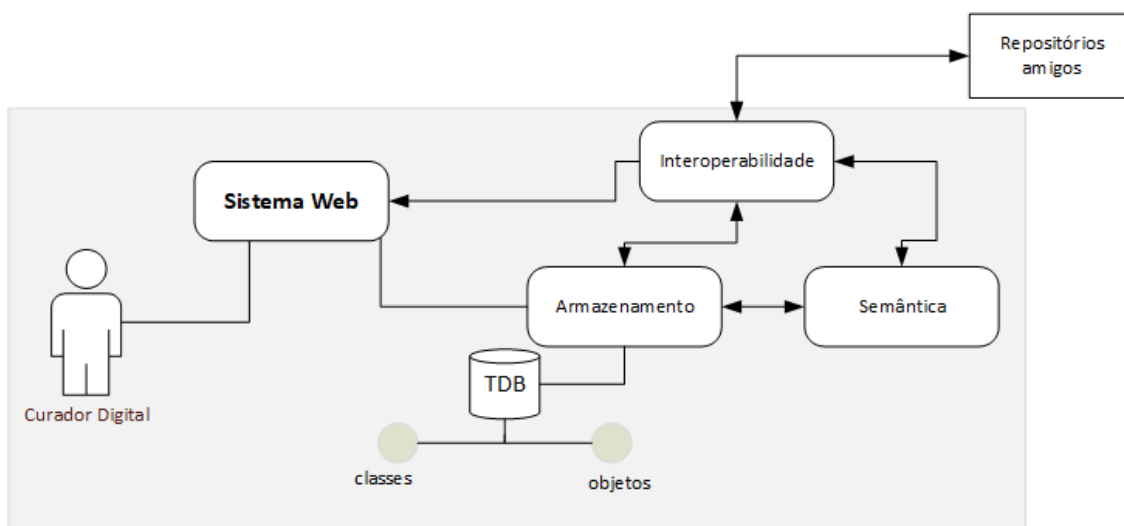 Repositórios
amigos
Interoperabilidade
Sistema Web
Armazenamento
Semântica
TDB
Curador Digital
classes
objetos